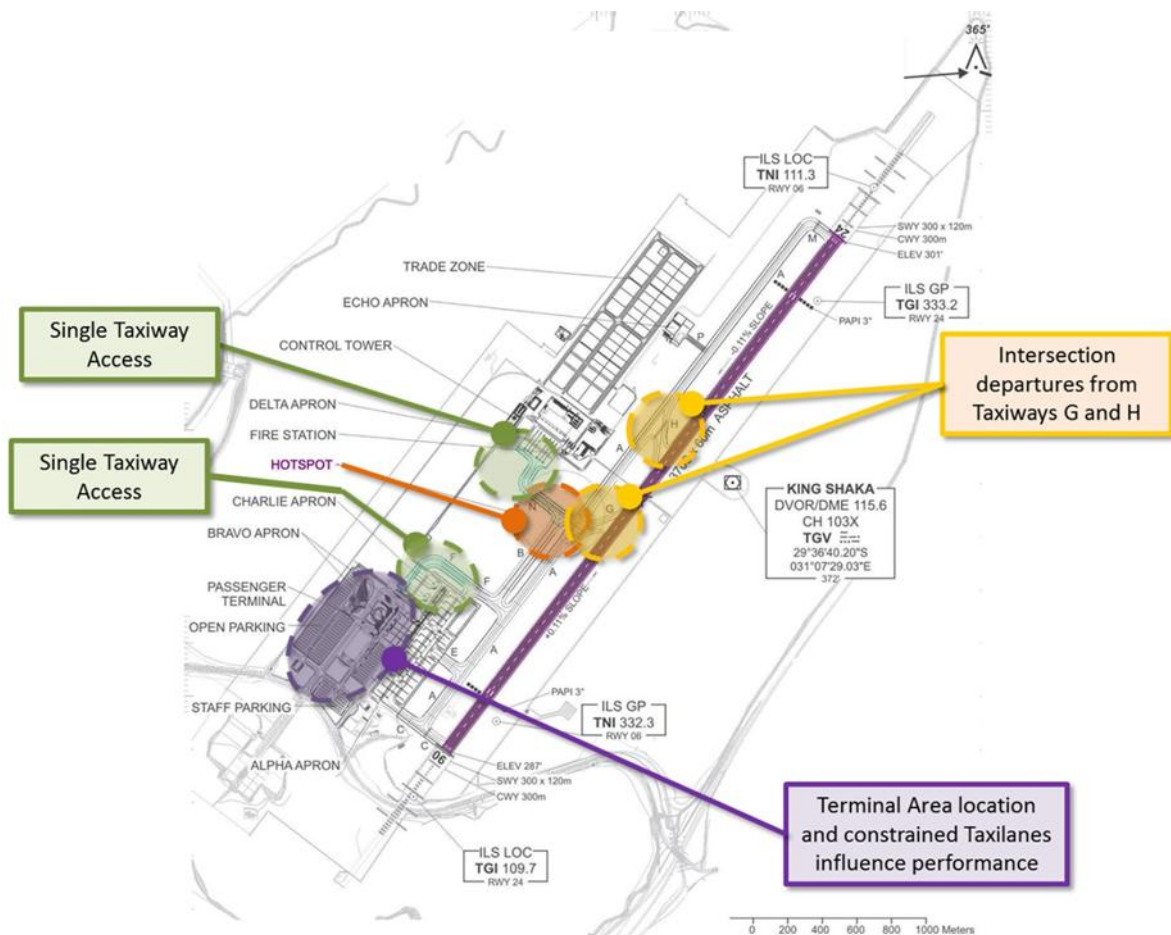 365'
ILS LOC
TNI 111.3
RWY 06
24
SWY 300 x 120m
CWY 300m
ELEV 301'
M
TRADE ZONE
A
ILS GP
TGI 333.2
RWY 24
PAPI 3°
ECHO APRON
P
-0.11% SLOPE
Single Taxiway
Access
CONTROL TOWER
Intersection
departures from
Taxiways G and H
DELTA APRON
H
ASPHALT
FIRE STATION
A
HOTSPOT
Single Taxiway
Access
CHARLIE APRON
N
G
KING SHAKA
DVOR/DME 115.6
CH 103X
TGV
29°36'40.20"S
031°07'29.03"E
372'
BRAVO APRON
B
A
F
F
PASSENGER
TERMINAL
OPEN PARKING
+0.11% SLOPE
E
A
A
PAPI 3°
ILS GP
TNI 332.3
RWY 06
STAFF PARKING
C
C
06
ALPHA APRON
ELEV 287'
SWY 300 x 120m
CWY 300m
Terminal Area location
and constrained Taxilanes
influence performance
ILS LOC
TGI 109.7
RWY 24
0 200 400 600 800 1000 Meters